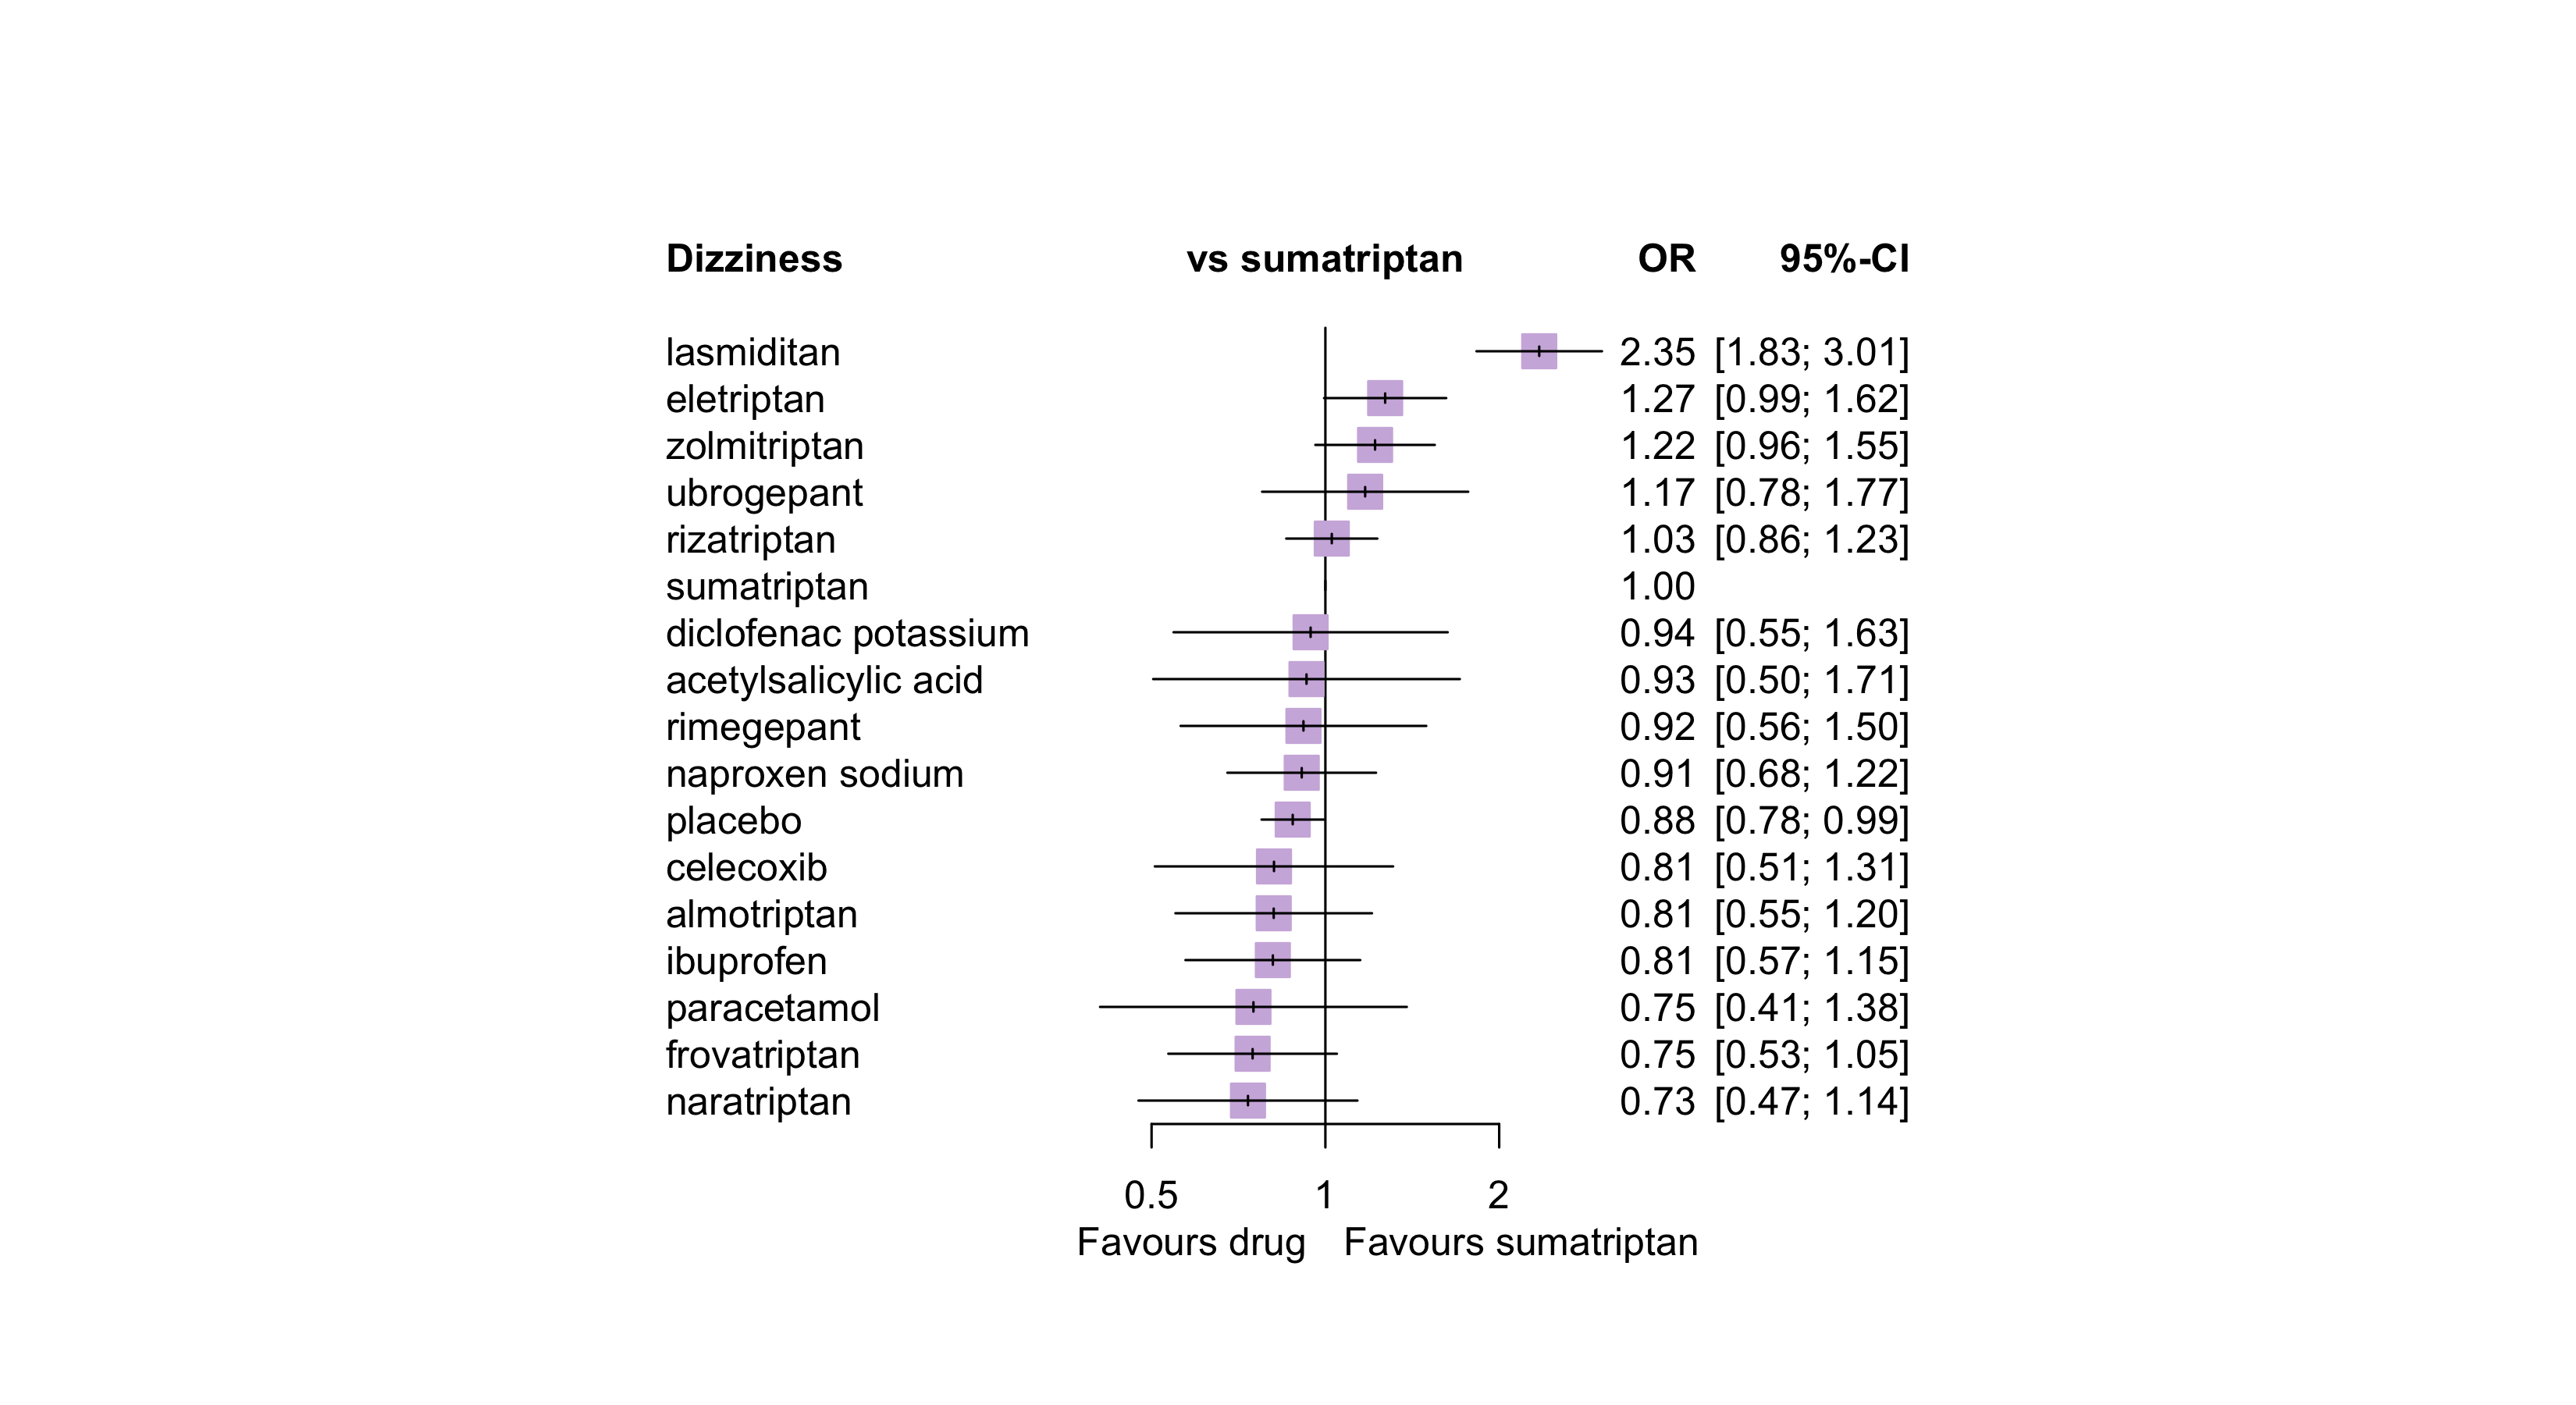 Dizziness vs sumatriptan OR 95%-CI
lasmiditan 2.35 [1.83; 3.01]
eletriptan 1.27 [0.99; 1.62]
zolmitriptan 1.22 [0.96; 1.55]
ubrogepant 1.17 [0.78; 1.77]
rizatriptan 1.03 [0.86; 1.23]
sumatriptan 1.00
diclofenac potassium 0.94 [0.55; 1.63]
acetylsalicylic acid 0.93 [0.50; 1.71]
rimegepant 0.92 [0.56; 1.50]
naproxen sodium 0.91 [0.68; 1.22]
placebo 0.88 [0.78; 0.99]
celecoxib 0.81 [0.51; 1.31]
almotriptan 0.81 [0.55; 1.20]
ibuprofen 0.81 [0.57; 1.15]
paracetamol 0.75 [0.41; 1.38]
frovatriptan 0.75 [0.53; 1.05]
naratriptan 0.73 [0.47; 1.14]
0.5 1 2
Favours drug Favours sumatriptan